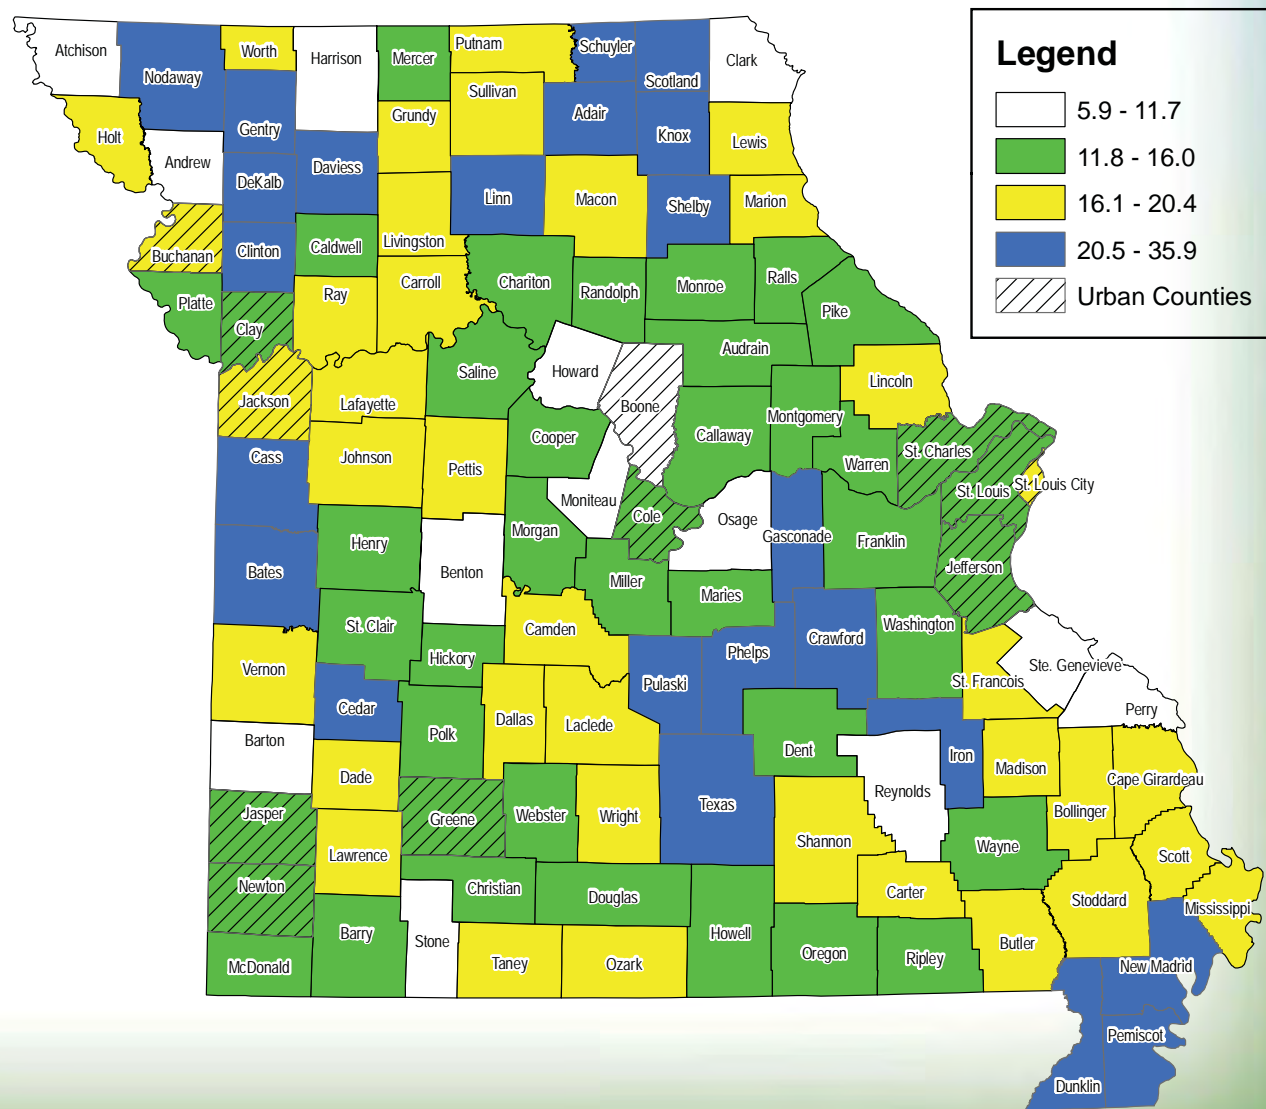 Legend
5.9 - 11.7
11.8 - 16.0
16.1 - 20.4
20.5 - 35.9
Urban Counties
Atchison
Nodaway
Worth
Harrison
Mercer
Putnam
Schuyler
Scotland
Clark
Sullivan
Holt
Gentry
Grundy
Adair
Knox
Lewis
Andrew
DeKalb
Daviess
Linn
Macon
Shelby
Marion
Buchanan
Clinton
Caldwell
Livingston
Carroll
Chariton
Randolph
Monroe
Ralls
Pike
Platte
Clay
Ray
Audrain
Saline
Howard
Boone
Lincoln
Jackson
Lafayette
Cooper
Callaway
Montgomery
Warren
St. Charles
Cass
Johnson
Pettis
Moniteau
Cole
Osage
Gasconade
Franklin
St. Louis
St. Louis City
Morgan
Henry
Benton
Bates
Miller
Maries
Jefferson
St. Clair
Camden
Hickory
Phelps
Crawford
Washington
Ste. Genevieve
St. Francois
Perry
Vernon
Cedar
Pulaski
Polk
Dallas
Laclede
Barton
Dade
Dent
Iron
Madison
Cape Girardeau
Bollinger
Reynolds
Texas
Jasper
Greene
Webster
Wright
Shannon
Wayne
Scott
Lawrence
Newton
Christian
Douglas
Carter
Stoddard
Mississippi
Barry
Stone
Howell
Butler
McDonald
Taney
Ozark
Oregon
Ripley
New Madrid
Pemiscot
Dunklin